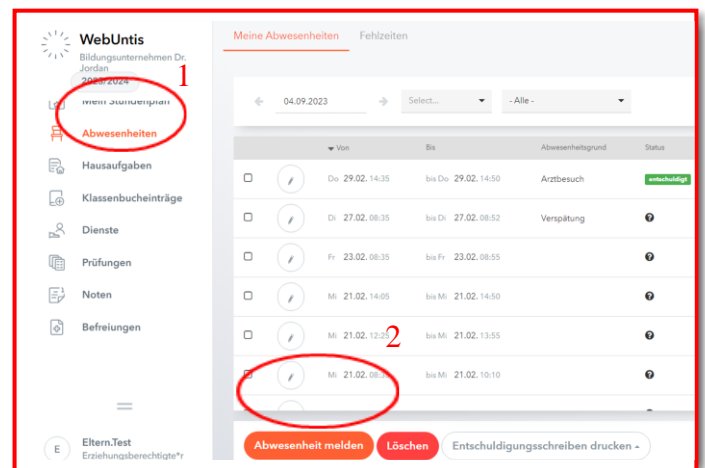 WebUntis
Bildungsunternehmen Dr.
Jordan
2023/2024
1
Mein Stundenplan
Abwesenheiten
Hausaufgaben
Klassenbucheinträge
Dienste
Prüfungen
Noten
Befreiungen
E
Eltern.Test
Erziehungsberechtigte*r
Meine Abwesenheiten Fehlzeiten
04.09.2023 Select... - Alle -
Von Bis Abwesenheitsgrund Status
Do 29.02. 14:35 bis Do 29.02. 14:50 Arztbesuch entschuldigt
Di 27.02. 08:35 bis Di 27.02. 08:52 Verspätung
Fr 23.02. 08:35 bis Fr 23.02. 08:55
Mi 21.02. 14:05 bis Mi 21.02. 14:50
Mi 21.02. 12:25 bis Mi 21.02. 13:55
2
Mi 21.02. bis Mi 21.02. 10:10
Abwesenheit melden Löschen Entschuldigungsschreiben drucken